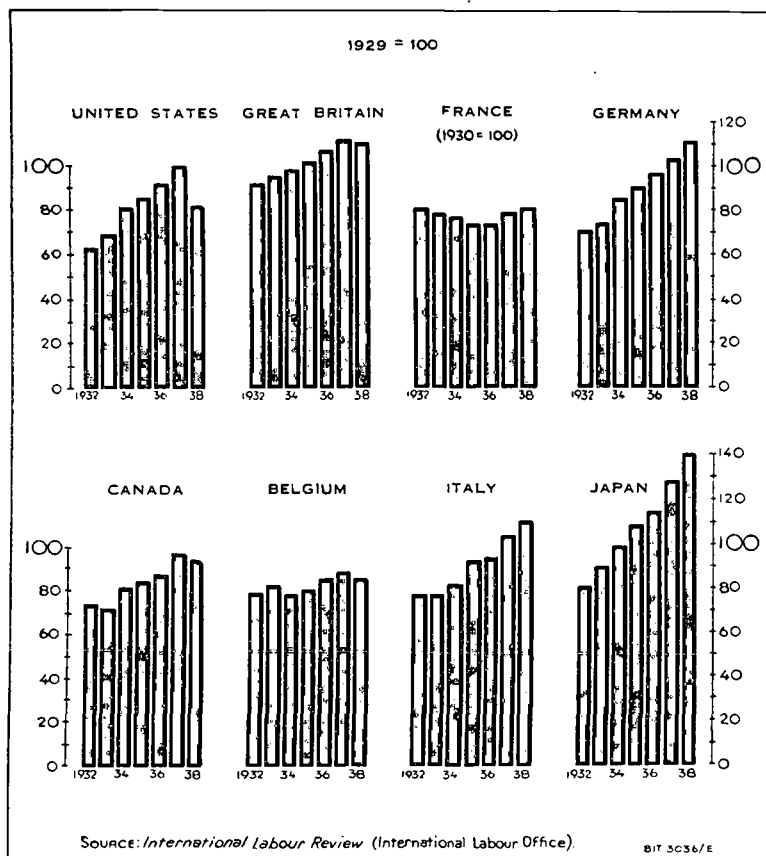 1929 = 100
UNITED STATES
GREAT BRITAIN
FRANCE
(1930 = 100)
GERMANY
100
80
60
40
20
0
120
100
80
60
40
20
0
1932 34 36 38
1932 34 36 38
1932 34 36 38
1932 34 36 38
CANADA
BELGIUM
ITALY
JAPAN
100
80
60
40
20
0
140
120
100
80
60
40
20
0
1932 34 36 38
1932 34 36 38
1932 34 36 38
1932 34 36 38
SOURCE: International Labour Review (International Labour Office).
BIT 3C36/E